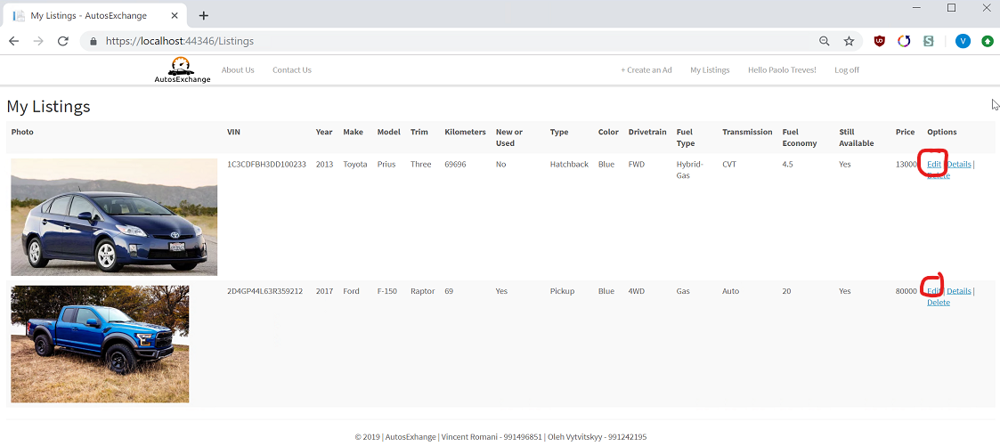 My Listings - AutosExchange
https://localhost:44346/Listings
V
AutosExchange
About Us
Contact Us
+ Create an Ad
My Listings
Hello Paolo Treves!
Log off
My Listings
Photo VIN Year Make Model Trim Kilometers New or Used Type Color Drivetrain Fuel Type Transmission Fuel Economy Still Available Price Options
1C3CDFBH3DD100233 2013 Toyota Prius Three 69696 No Hatchback Blue FWD Hybrid-Gas CVT 4.5 Yes 13000 Edit | Details |
Delete
2D4GP44L63R359212 2017 Ford F-150 Raptor 69 Yes Pickup Blue 4WD Gas Auto 20 Yes 80000 Edit | Details |
Delete
© 2019 | AutosExhange | Vincent Romani - 991496851 | Oleh Vytvitskyy - 991242195